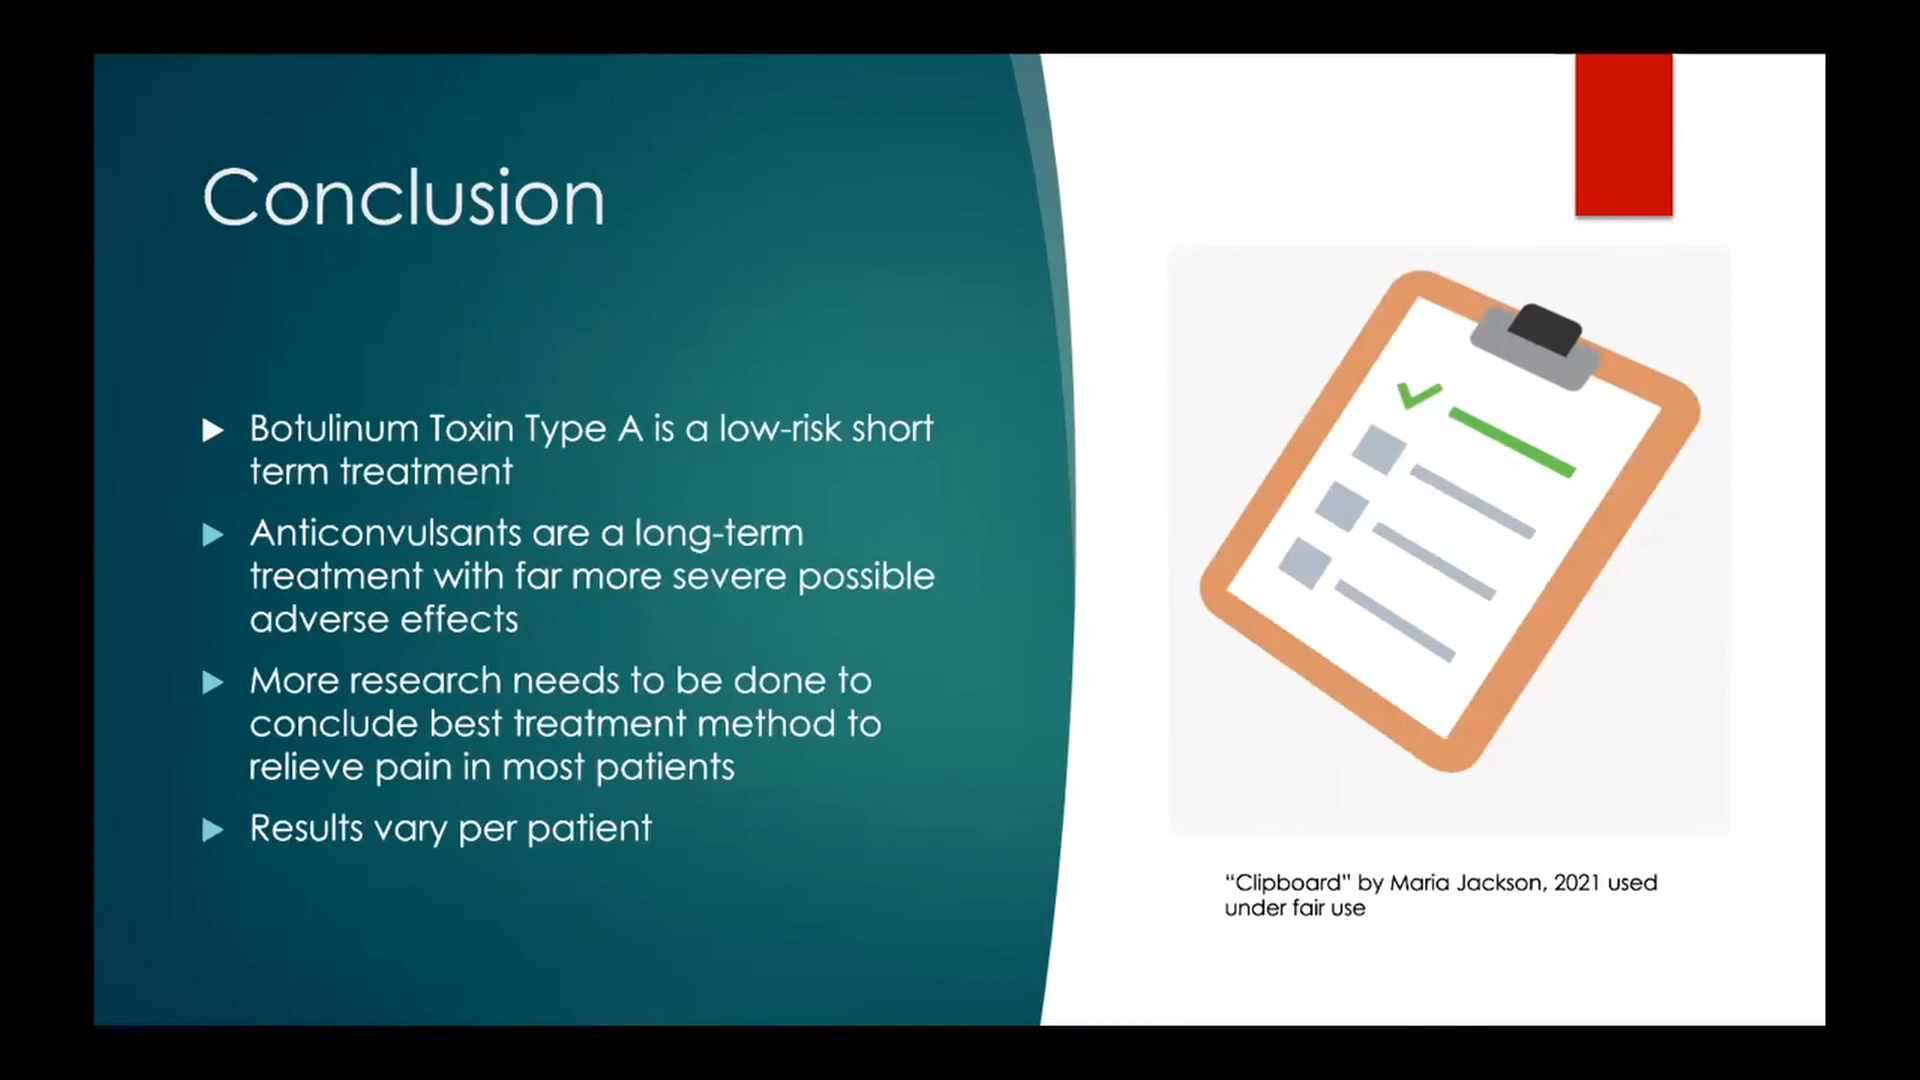 Conclusion
Botulinum Toxin Type A is a low-risk short
term treatment
Anticonvulsants are a long-term
treatment with far more severe possible
adverse effects
More research needs to be done to
conclude best treatment method to
relieve pain in most patients
Results vary per patient
“Clipboard” by Maria Jackson, 2021 used
under fair use